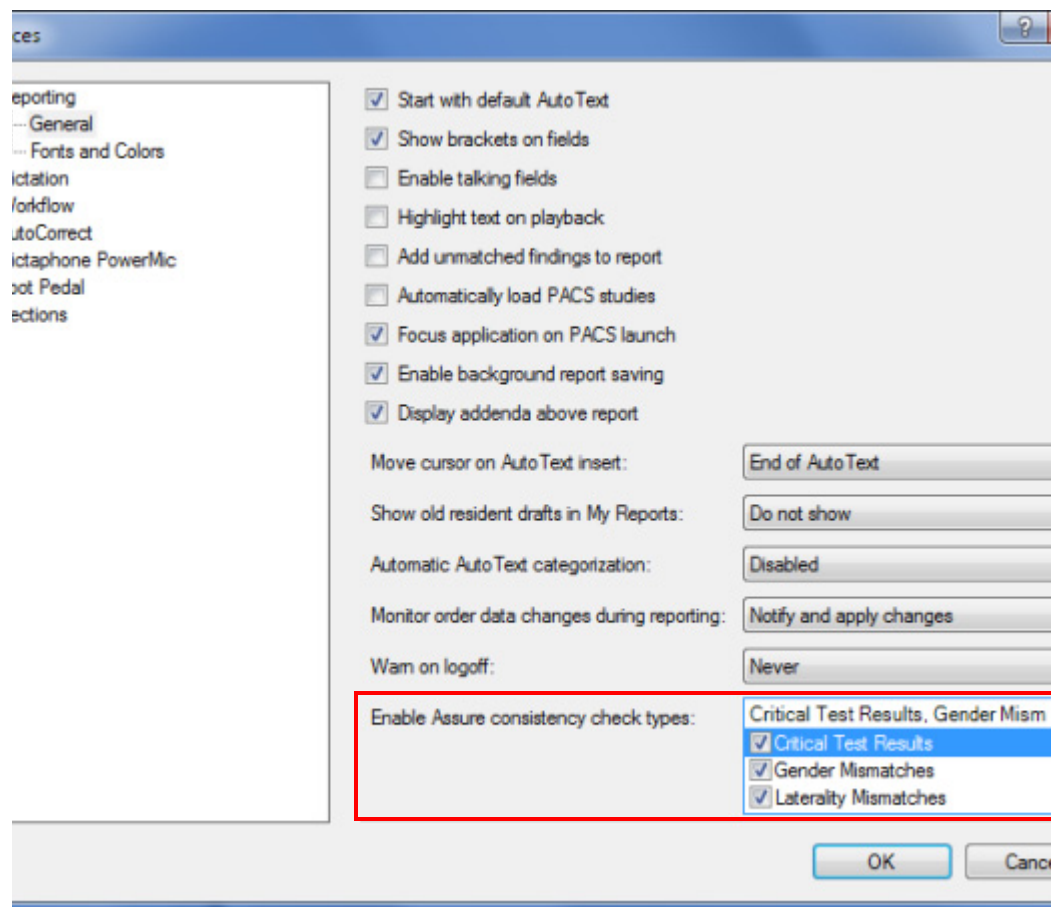 ces
?
eporting
General
Fonts and Colors
ictation
orkflow
utoCorrect
ictaphone PowerMic
oot Pedal
ections
Start with default AutoText
Show brackets on fields
Enable talking fields
Highlight text on playback
Add unmatched findings to report
Automatically load PACS studies
Focus application on PACS launch
Enable background report saving
Display addenda above report
Move cursor on AutoText insert: End of AutoText
Show old resident drafts in My Reports: Do not show
Automatic AutoText categorization: Disabled
Monitor order data changes during reporting: Notify and apply changes
Warn on logoff: Never
Enable Assure consistency check types: Critical Test Results, Gender Mism
Critical Test Results
Gender Mismatches
Laterality Mismatches
OK Cance